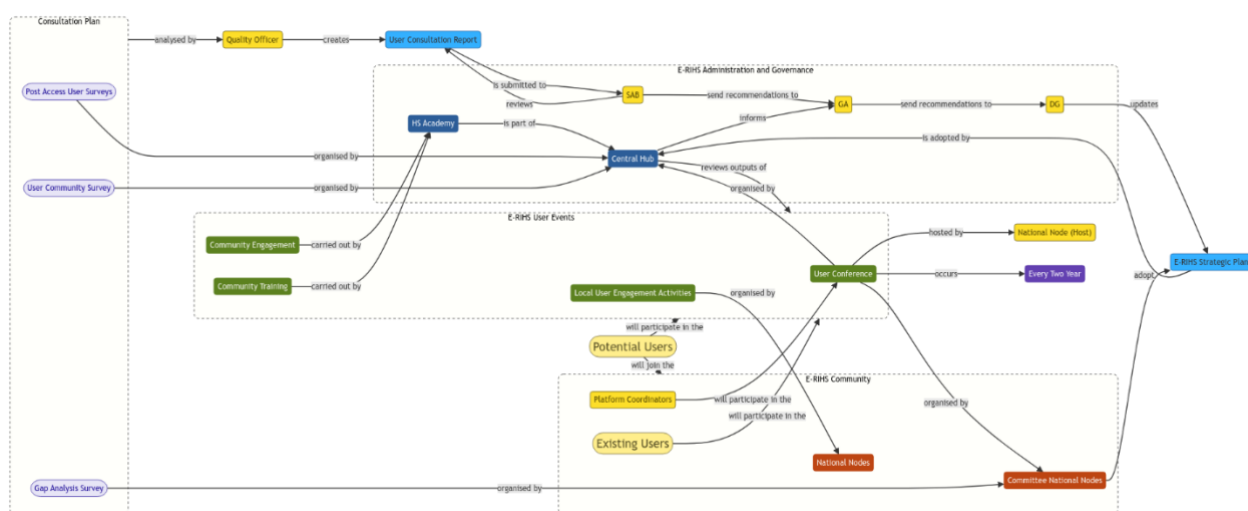 Consultation Plan
analysed by
Quality Officer
creates
User Consultation Report
E-RIHS Administration and Governance
Post Access User Surveys
is submitted to
reviews
SAB
send recommendations to
GA
send recommendations to
DG
updates
HS Academy
is part of
informs
is adopted by
organised by
Central Hub
reviews outputs of
User Community Survey
organised by
organised by
E-RIHS User Events
Community Engagement
carried out by
hosted by
National Node (Host)
E-RIHS Strategic Plan
User Conference
occurs
Every Two Year
adopt
Community Training
carried out by
Local User Engagement Activities
organised by
will participate in the
Potential Users
will join the
E-RIHS Community
Platform Coordinators
will participate in the
organised by
will participate in the
Existing Users
National Nodes
Committee National Nodes
Gap Analysis Survey
organised by